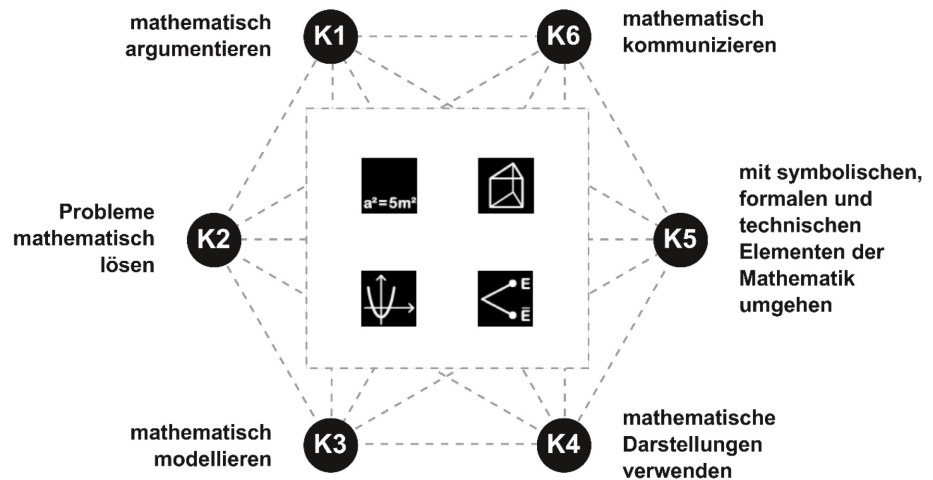 mathematisch
argumentieren
K1
K6
mathematisch
kommunizieren
a²=5m²
Probleme
mathematisch
lösen
K2
K5
mit symbolischen,
formalen und
technischen
Elementen der
Mathematik
umgehen
E
Ē
mathematisch
modellieren
K3
K4
mathematische
Darstellungen
verwenden